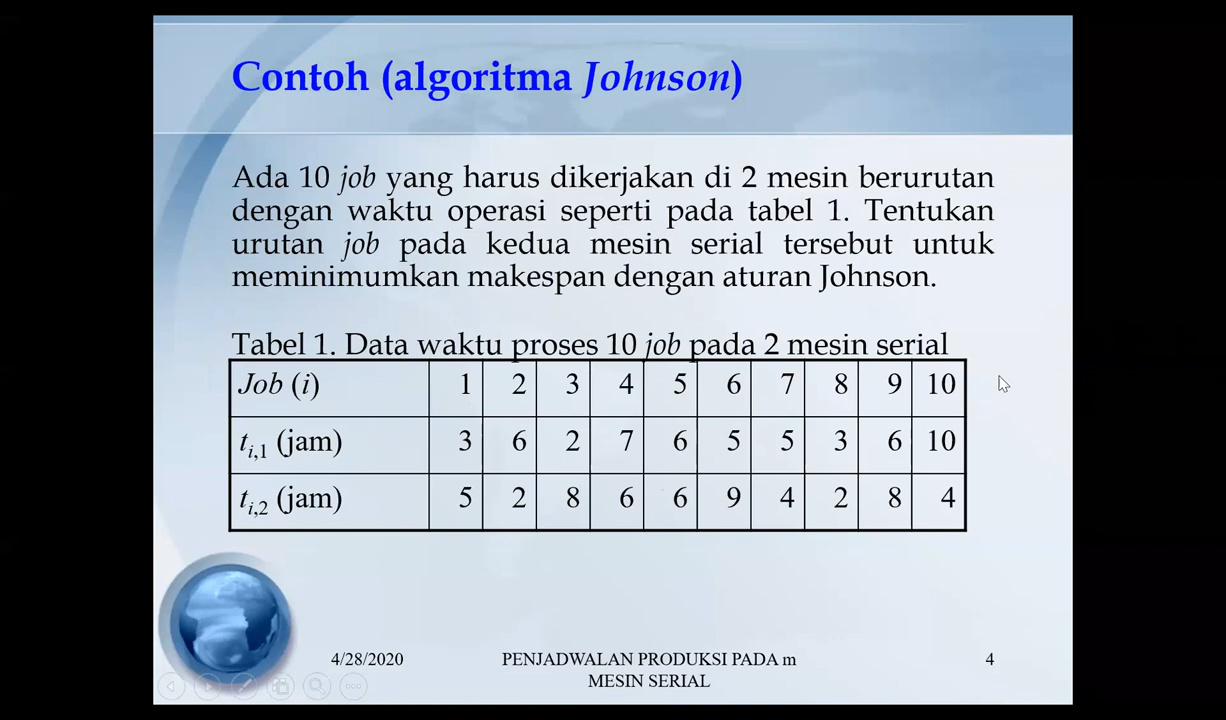 Contoh (algoritma Johnson)
Ada 10 job yang harus dikerjakan di 2 mesin berurutan
dengan waktu operasi seperti pada tabel 1. Tentukan
urutan job pada kedua mesin serial tersebut untuk
meminimumkan makespan dengan aturan Johnson.
Tabel 1. Data waktu proses 10 job pada 2 mesin serial
Job (i) 1 2 3 4 5 6 7 8 9 10
ti,1 (jam) 3 6 2 7 6 5 5 3 6 10
ti,2 (jam) 5 2 8 6 6 9 4 2 8 4
4/28/2020 PENJADWALAN PRODUKSI PADA m 4
MESIN SERIAL